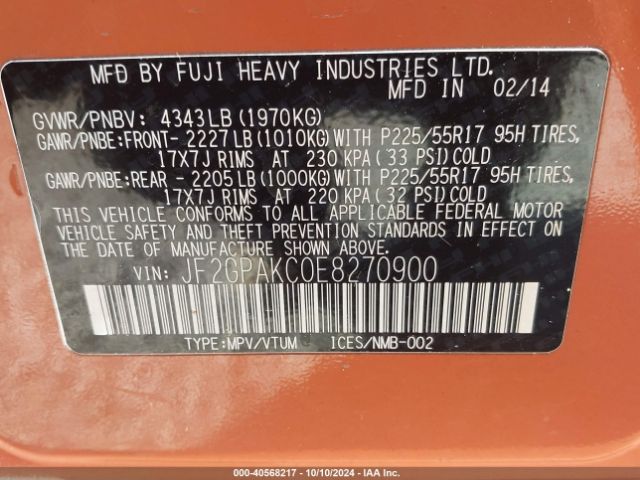 MFD BY FUJI HEAVY INDUSTRIES LTD.
MFD IN 02/14
GVWR/PNBV: 4343LB(1970KG)
GAWR/PNBE:FRONT- 2227LB(1010KG)WITH P225/55R17 95H TIRES,
17X7J RIMS AT 230 KPA(33 PSI)COLD
GAWR/PNBE:REAR - 2205LB(1000KG)WITH P225/55R17 95H TIRES,
17X7J RIMS AT 220 KPA(32 PSI)COLD
THIS VEHICLE CONFORMS TO ALL APPLICABLE FEDERAL MOTOR
VEHICLE SAFETY AND THEFT PREVENTION STANDARDS IN EFFECT ON
THE DATE OF MANUFACTURE SHOWN ABOVE.
VIN: JF2GPAKC0E8270900
TYPE:MPV/VTUM ICES/NMB-002
000-40568217 - 10/10/2024 - IAA Inc.